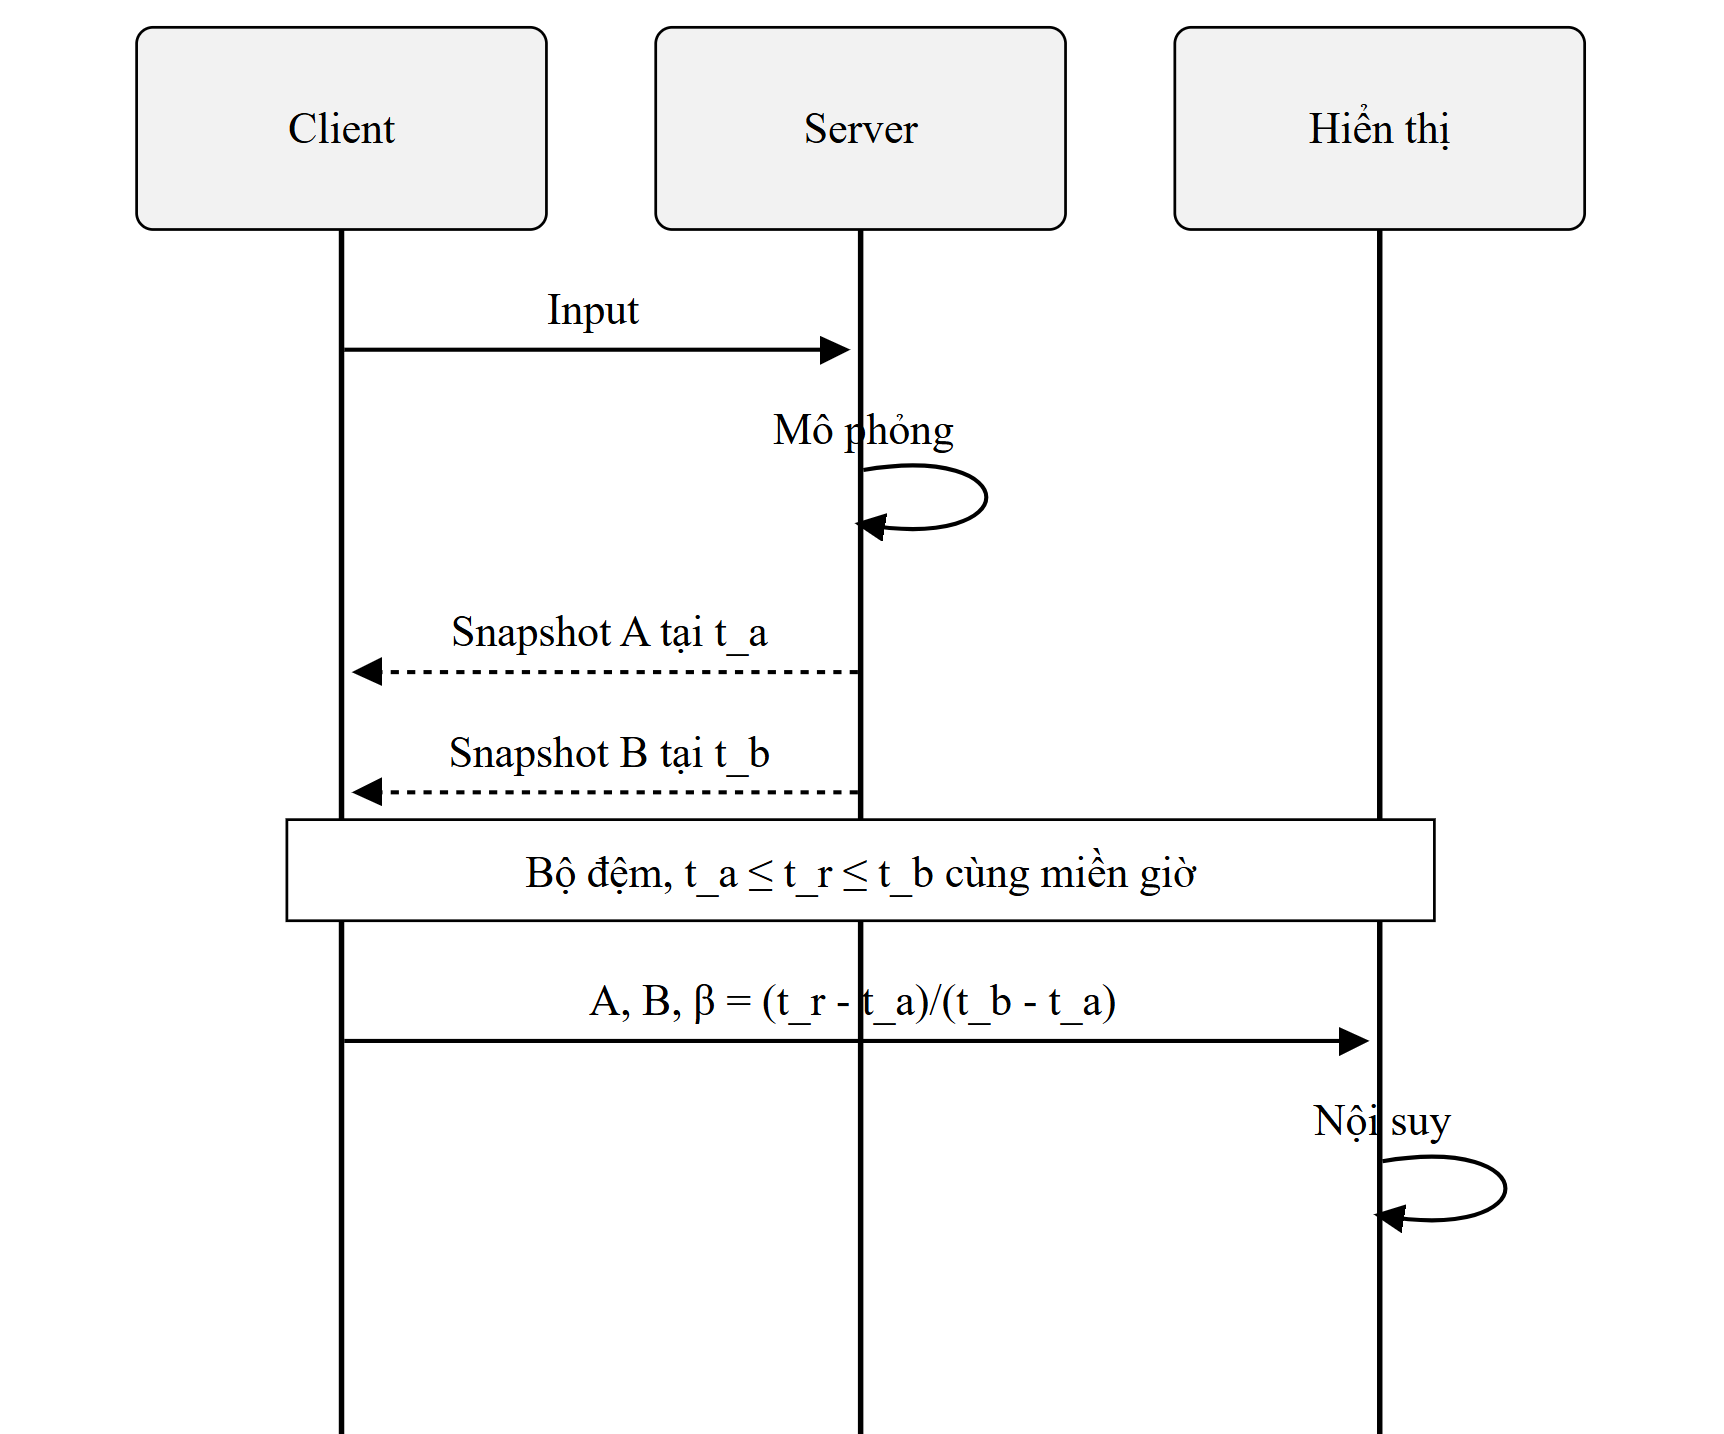 Client
Server
Hiển thị
Input
Mô phỏng
Snapshot A tại t_a
Snapshot B tại t_b
Bộ đệm, t_a ≤ t_r ≤ t_b cùng miền giờ
A, B, β = (t_r - t_a)/(t_b - t_a)
Nội suy